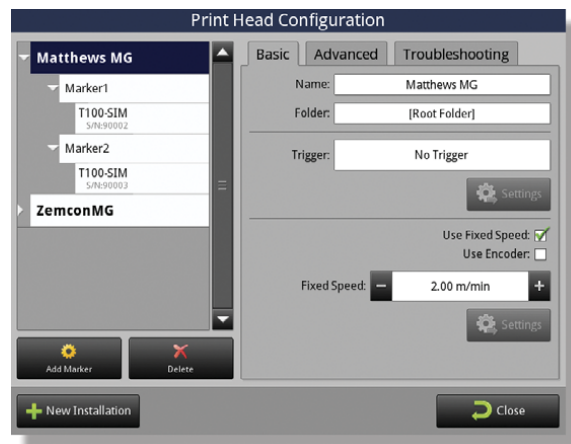 Print Head Configuration
Matthews MG
Marker1
T100-SIM
S/N:90002
Marker2
T100-SIM
S/N:90003
ZemconMG
Add Marker
Delete
Basic
Advanced
Troubleshooting
Name: Matthews MG
Folder: [Root Folder]
Trigger: No Trigger
Settings
Use Fixed Speed:
Use Encoder:
Fixed Speed: − 2.00 m/min +
Settings
New Installation
Close